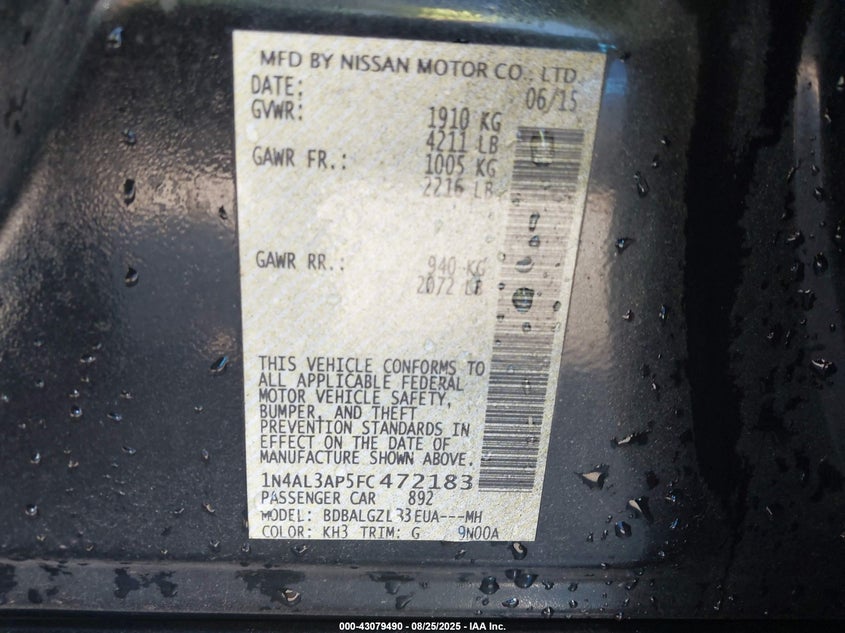 MFD BY NISSAN MOTOR CO., LTD.
DATE: 06/15
GVWR: 1910 KG
4211 LB
GAWR FR.: 1005 KG
2216 LB
GAWR RR.: 940 KG
2072 LB
THIS VEHICLE CONFORMS TO
ALL APPLICABLE FEDERAL
MOTOR VEHICLE SAFETY,
BUMPER, AND THEFT
PREVENTION STANDARDS IN
EFFECT ON THE DATE OF
MANUFACTURE SHOWN ABOVE.
1N4AL3AP5FC472183
PASSENGER CAR 892
MODEL: BDBALGZL33EUA---MH
COLOR: KH3 TRIM: G 9N00A
000-43079490 - 08/25/2025 - IAA Inc.